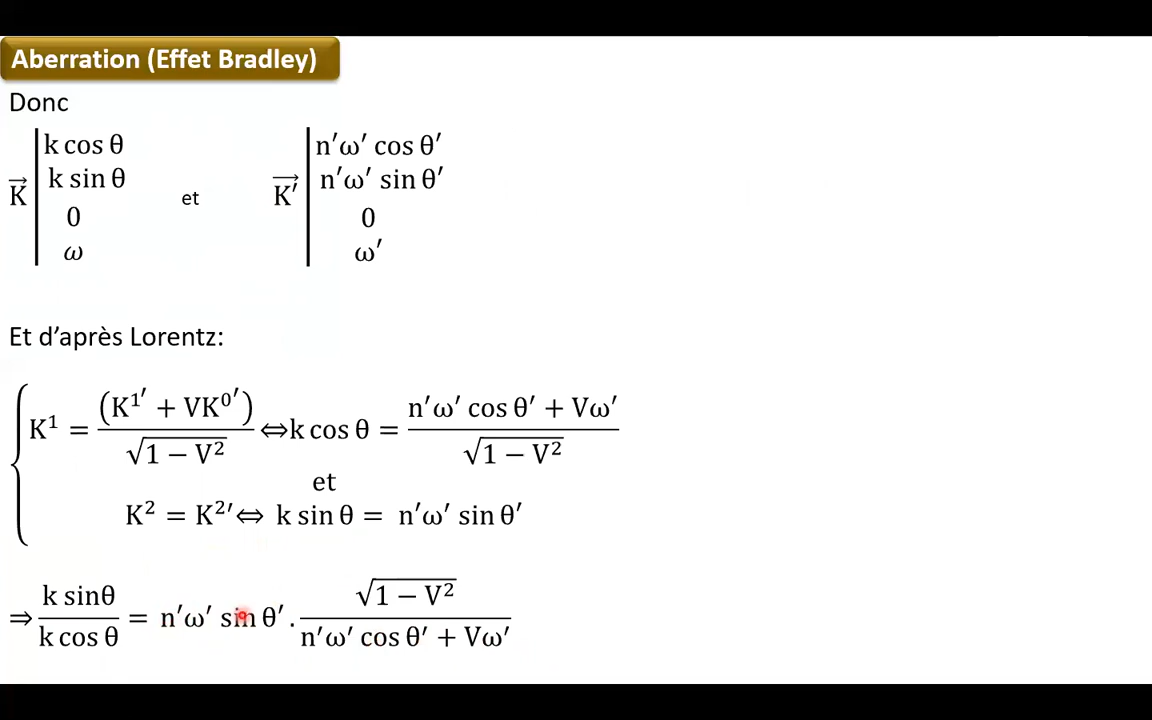 Aberration (Effet Bradley)
Donc
K⃗ | k cos θ
k sin θ
0
ω
et
K′⃗ | n′ω′ cos θ′
n′ω′ sin θ′
0
ω′
Et d’après Lorentz:
{ K¹ = (K¹′ + VK⁰′) / √(1 − V²) ⇔ k cos θ = (n′ω′ cos θ′ + Vω′) / √(1 − V²)
et
K² = K²′ ⇔ k sin θ = n′ω′ sin θ′
⇒ (k sinθ) / (k cos θ) = n′ω′ sin θ′ . √(1 − V²) / (n′ω′ cos θ′ + Vω′)